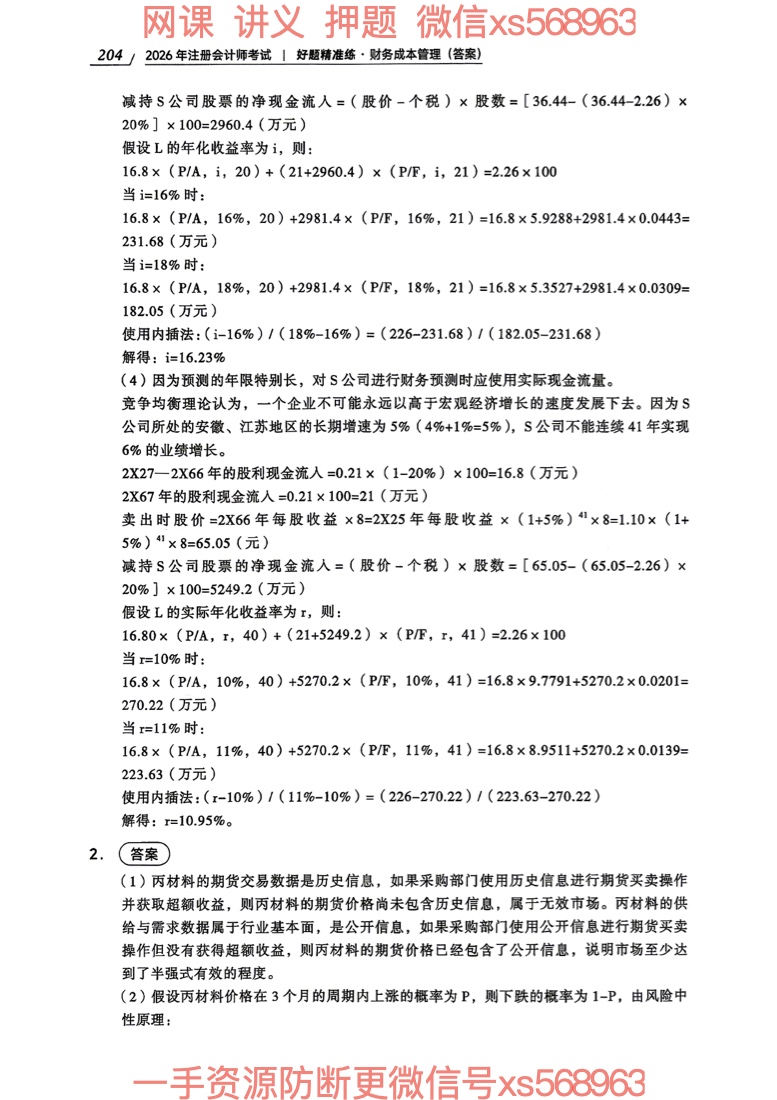 网课 讲义 押题 微信xs568963
204 / 2026年注册会计师考试 | 好题精准练·财务成本管理（答案）
减持S公司股票的净现金流入=（股价-个税）×股数=［36.44-（36.44-2.26）×
20%］×100=2960.4（万元）
假设L的年化收益率为i，则：
16.8×（P/A，i，20）+（21+2960.4）×（P/F，i，21）=2.26×100
当i=16%时：
16.8×（P/A，16%，20）+2981.4×（P/F，16%，21）=16.8×5.9288+2981.4×0.0443=
231.68（万元）
当i=18%时：
16.8×（P/A，18%，20）+2981.4×（P/F，18%，21）=16.8×5.3527+2981.4×0.0309=
182.05（万元）
使用内插法：（i-16%）/（18%-16%）=（226-231.68）/（182.05-231.68）
解得：i=16.23%
（4）因为预测的年限特别长，对S公司进行财务预测时应使用实际现金流量。
竞争均衡理论认为，一个企业不可能永远以高于宏观经济增长的速度发展下去。因为S
公司所处的安徽、江苏地区的长期增速为5%（4%+1%=5%），S公司不能连续41年实现
6%的业绩增长。
2X27—2X66年的股利现金流入=0.21×（1-20%）×100=16.8（万元）
2X67年的股利现金流入=0.21×100=21（万元）
卖出时股价=2X66年每股收益×8=2X25年每股收益×（1+5%）⁴¹×8=1.10×（1+
5%）⁴¹×8=65.05（元）
减持S公司股票的净现金流入=（股价-个税）×股数=［65.05-（65.05-2.26）×
20%］×100=5249.2（万元）
假设L的实际年化收益率为r，则：
16.80×（P/A，r，40）+（21+5249.2）×（P/F，r，41）=2.26×100
当r=10%时：
16.8×（P/A，10%，40）+5270.2×（P/F，10%，41）=16.8×9.7791+5270.2×0.0201=
270.22（万元）
当r=11%时：
16.8×（P/A，11%，40）+5270.2×（P/F，11%，41）=16.8×8.9511+5270.2×0.0139=
223.63（万元）
使用内插法：（r-10%）/（11%-10%）=（226-270.22）/（223.63-270.22）
解得：r=10.95%。
2. 答案
（1）丙材料的期货交易数据是历史信息，如果采购部门使用历史信息进行期货买卖操作
并获取超额收益，则丙材料的期货价格尚未包含历史信息，属于无效市场。丙材料的供
给与需求数据属于行业基本面，是公开信息，如果采购部门使用公开信息进行期货买卖
操作但没有获得超额收益，则丙材料的期货价格已经包含了公开信息，说明市场至少达
到了半强式有效的程度。
（2）假设丙材料价格在3个月的周期内上涨的概率为P，则下跌的概率为1-P，由风险中
性原理：
一手资源防断更微信号xs568963